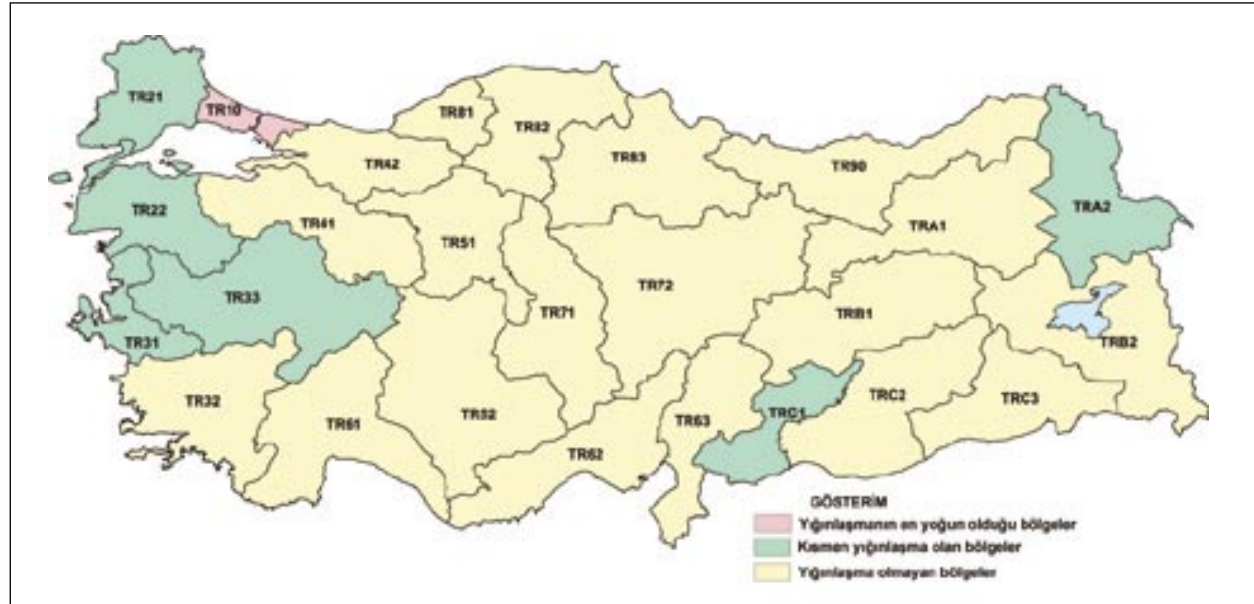 TR21
TR10
TR81
TR82
TR42
TR83
TR90
TRA2
TR22
TR41
TRA1
TR51
TR33
TR72
TR71
TRB1
TR31
TRB2
TR32
TRC1
TRC2
TRC3
TR52
TR63
TR61
TR62
GÖSTERİM
Yığınlaşmanın en yoğun olduğu bölgeler
Kısmen yığınlaşma olan bölgeler
Yığınlaşma olmayan bölgeler